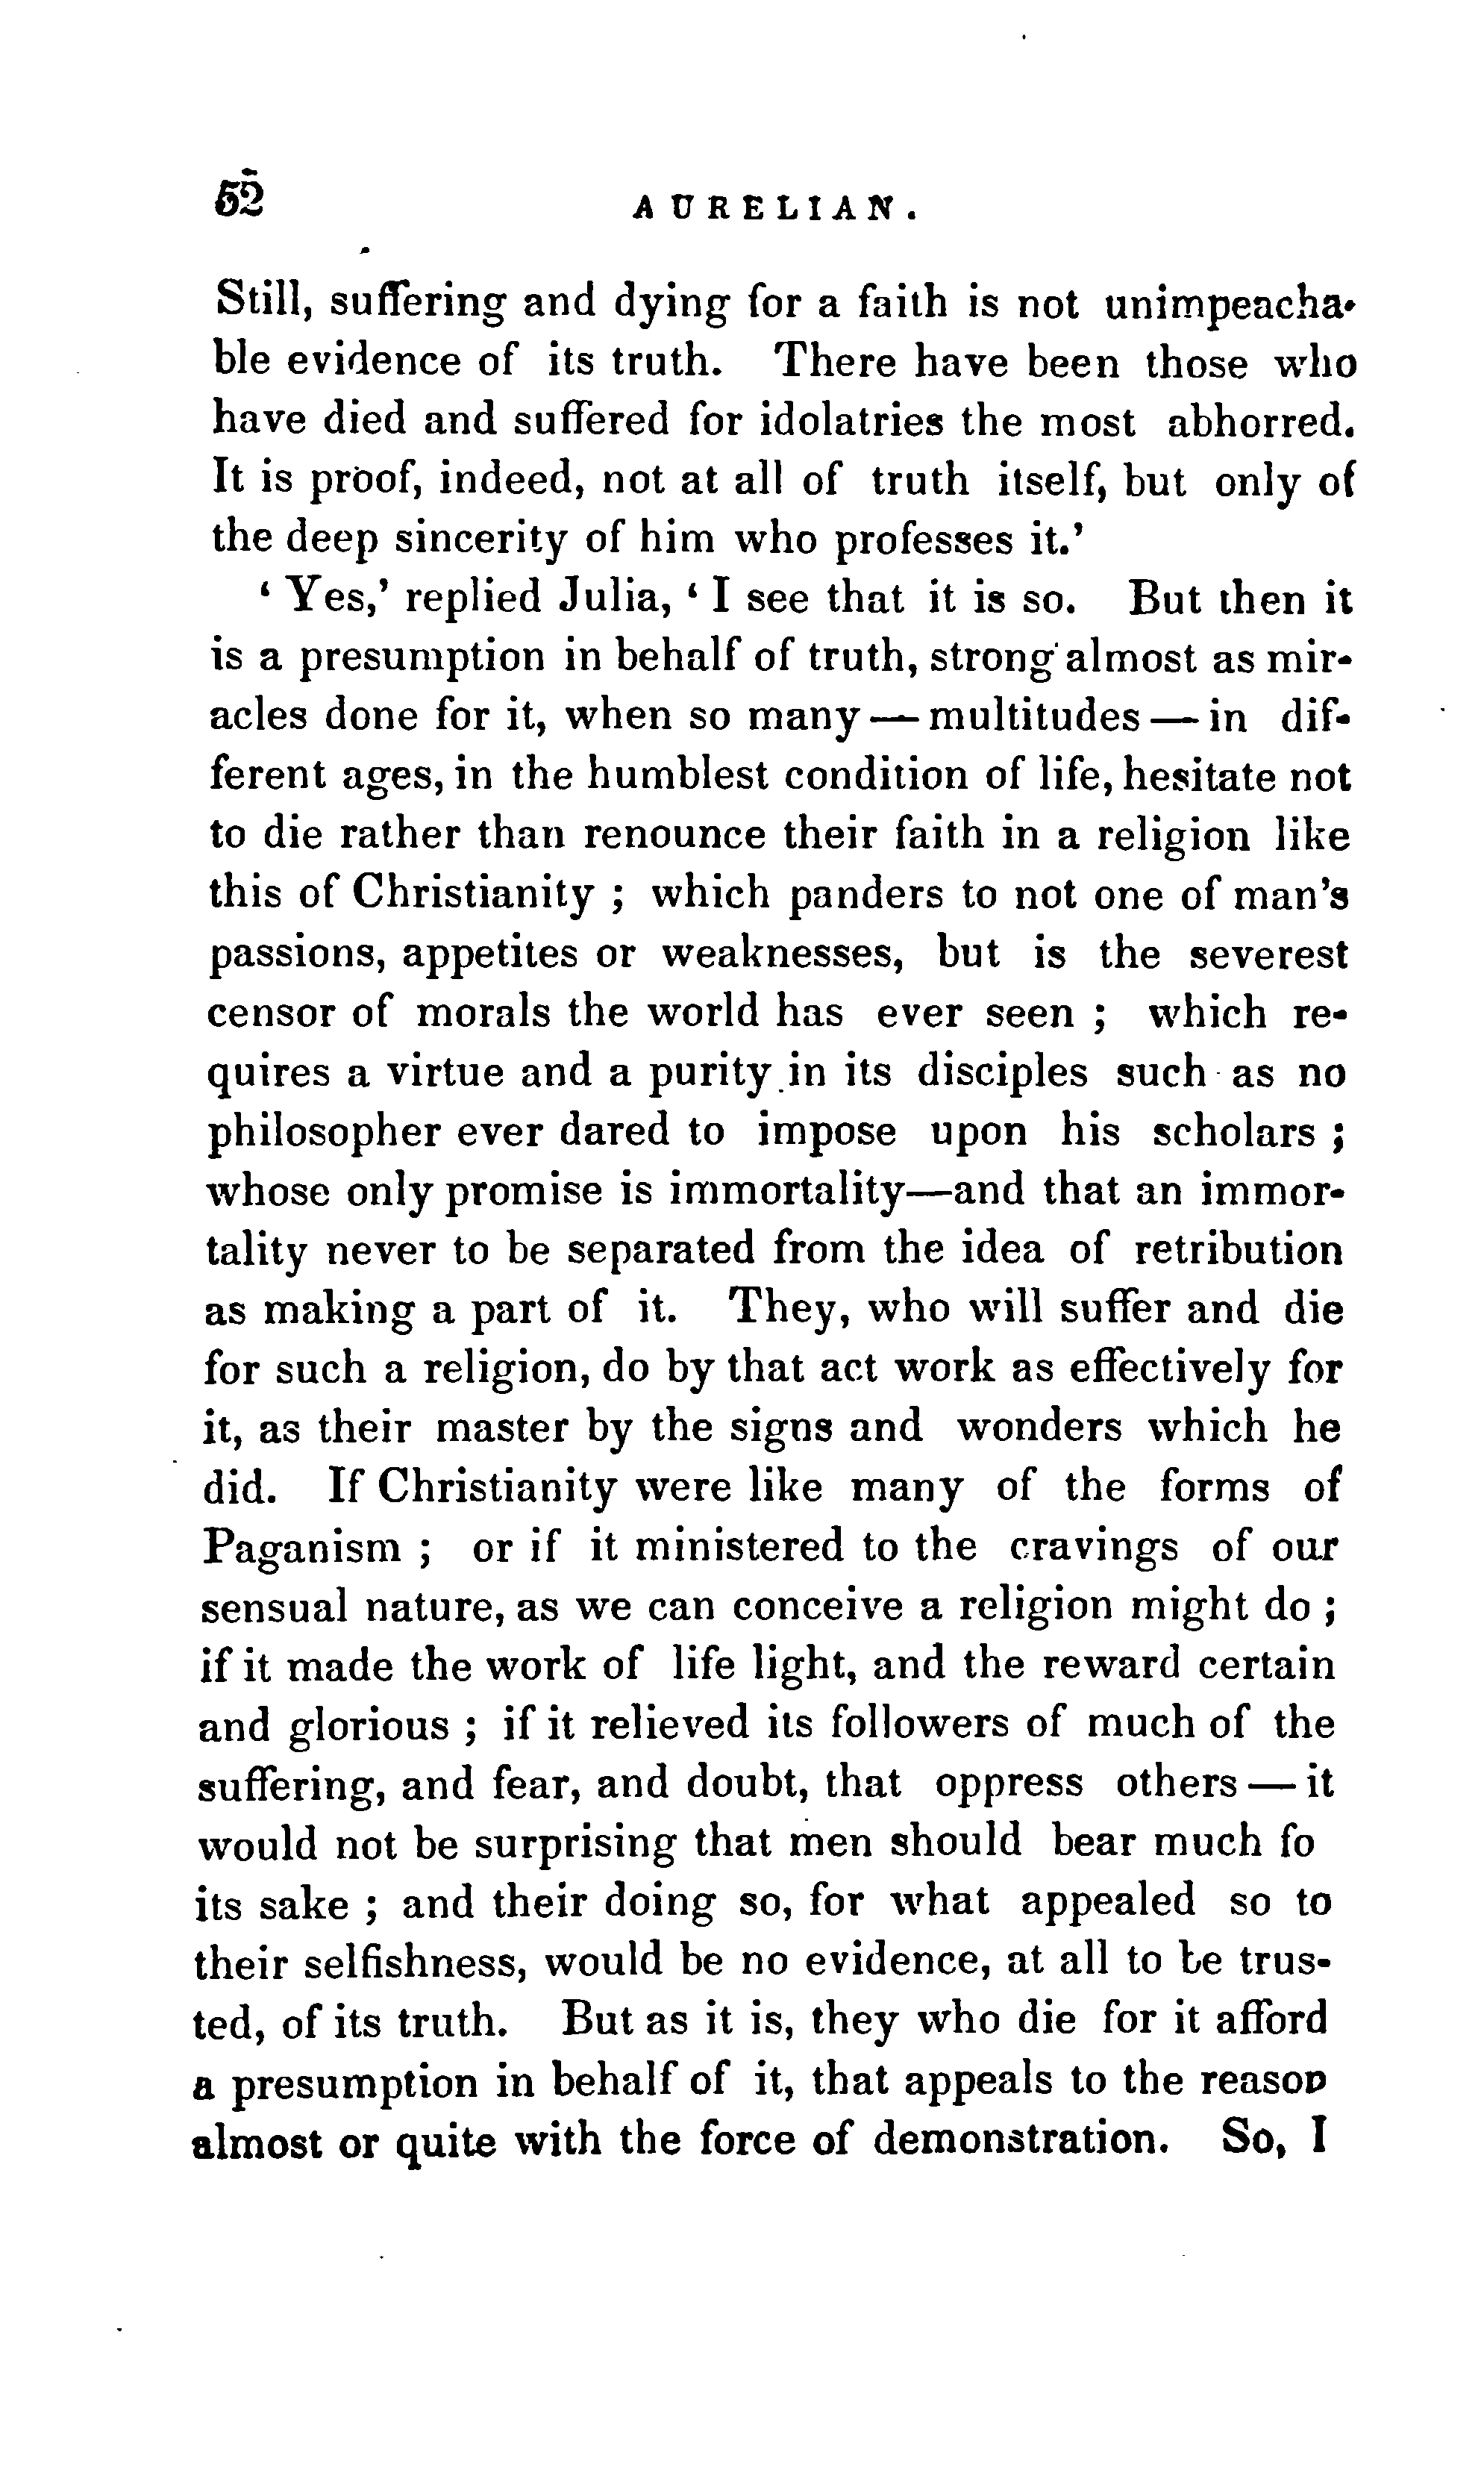 52 AURELIAN.
Still, suffering and dying for a faith is not unimpeacha-
ble evidence of its truth. There have been those who
have died and suffered for idolatries the most abhorred.
It is proof, indeed, not at all of truth itself, but only of
the deep sincerity of him who professes it.'
' Yes,' replied Julia, ' I see that it is so. But then it
is a presumption in behalf of truth, strong almost as mir-
acles done for it, when so many — multitudes — in dif-
ferent ages, in the humblest condition of life, hesitate not
to die rather than renounce their faith in a religion like
this of Christianity ; which panders to not one of man's
passions, appetites or weaknesses, but is the severest
censor of morals the world has ever seen ; which re-
quires a virtue and a purity in its disciples such as no
philosopher ever dared to impose upon his scholars ;
whose only promise is immortality—and that an immor-
tality never to be separated from the idea of retribution
as making a part of it. They, who will suffer and die
for such a religion, do by that act work as effectively for
it, as their master by the signs and wonders which he
did. If Christianity were like many of the forms of
Paganism ; or if it ministered to the cravings of our
sensual nature, as we can conceive a religion might do ;
if it made the work of life light, and the reward certain
and glorious ; if it relieved its followers of much of the
suffering, and fear, and doubt, that oppress others — it
would not be surprising that men should bear much fo
its sake ; and their doing so, for what appealed so to
their selfishness, would be no evidence, at all to be trus-
ted, of its truth. But as it is, they who die for it afford
a presumption in behalf of it, that appeals to the reason
almost or quite with the force of demonstration. So, I